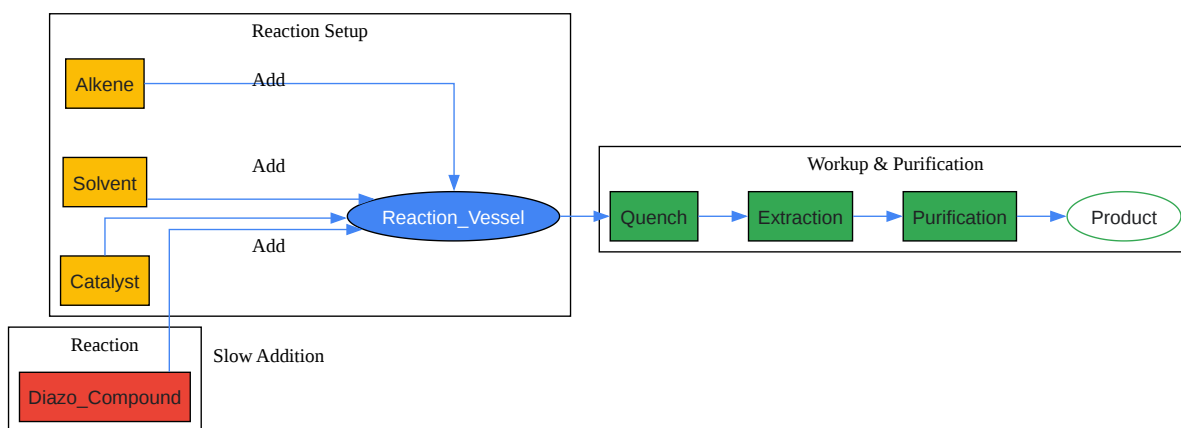 Reaction Setup
Alkene
Add
Solvent
Add
Reaction_Vessel
Add
Catalyst
Reaction
Slow Addition
Diazo_Compound
Workup & Purification
Quench
Extraction
Purification
Product